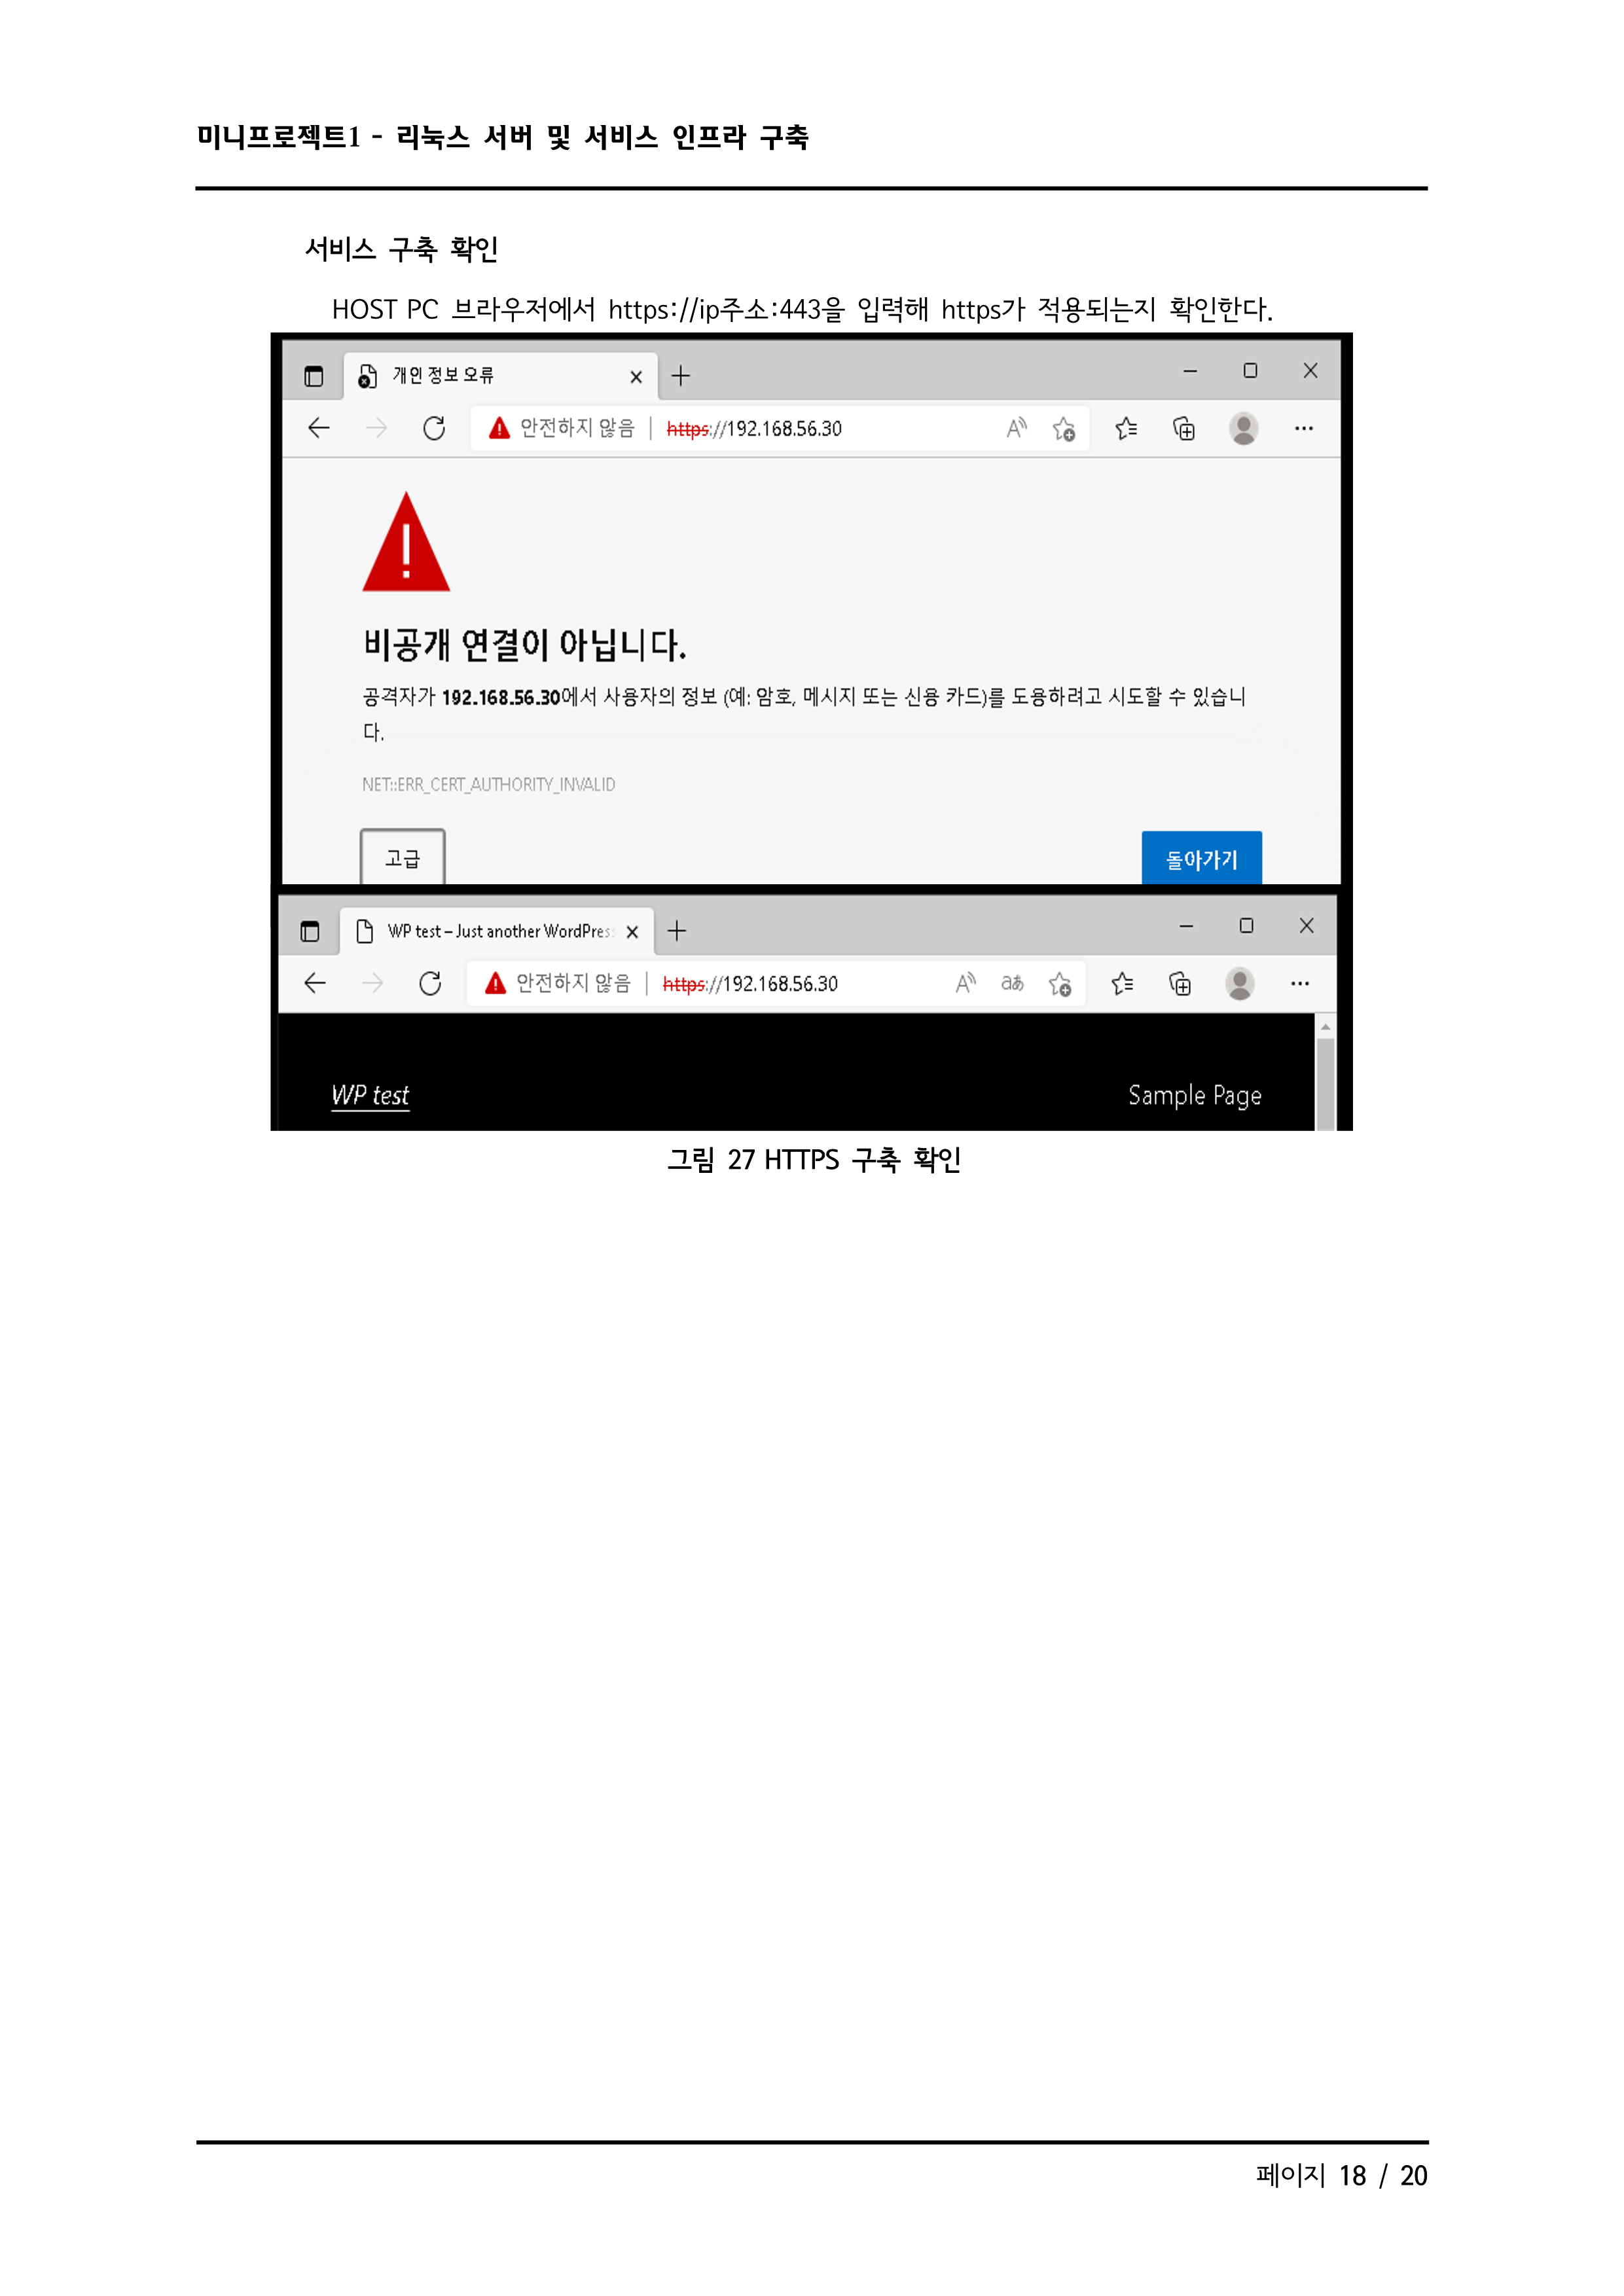 미니프로젝트1 - 리눅스 서버 및 서비스 인프라 구축
서비스 구축 확인
HOST PC 브라우저에서 https://ip주소:443을 입력해 https가 적용되는지 확인한다.
개인 정보 오류
안전하지 않음 | https://192.168.56.30
비공개 연결이 아닙니다.
공격자가 192.168.56.30에서 사용자의 정보 (예: 암호, 메시지 또는 신용 카드)를 도용하려고 시도할 수 있습니
다.
NET::ERR_CERT_AUTHORITY_INVALID
고급 돌아가기
WP test – Just another WordPres
안전하지 않음 | https://192.168.56.30 aあ
WP test Sample Page
그림 27 HTTPS 구축 확인
페이지 18 / 20